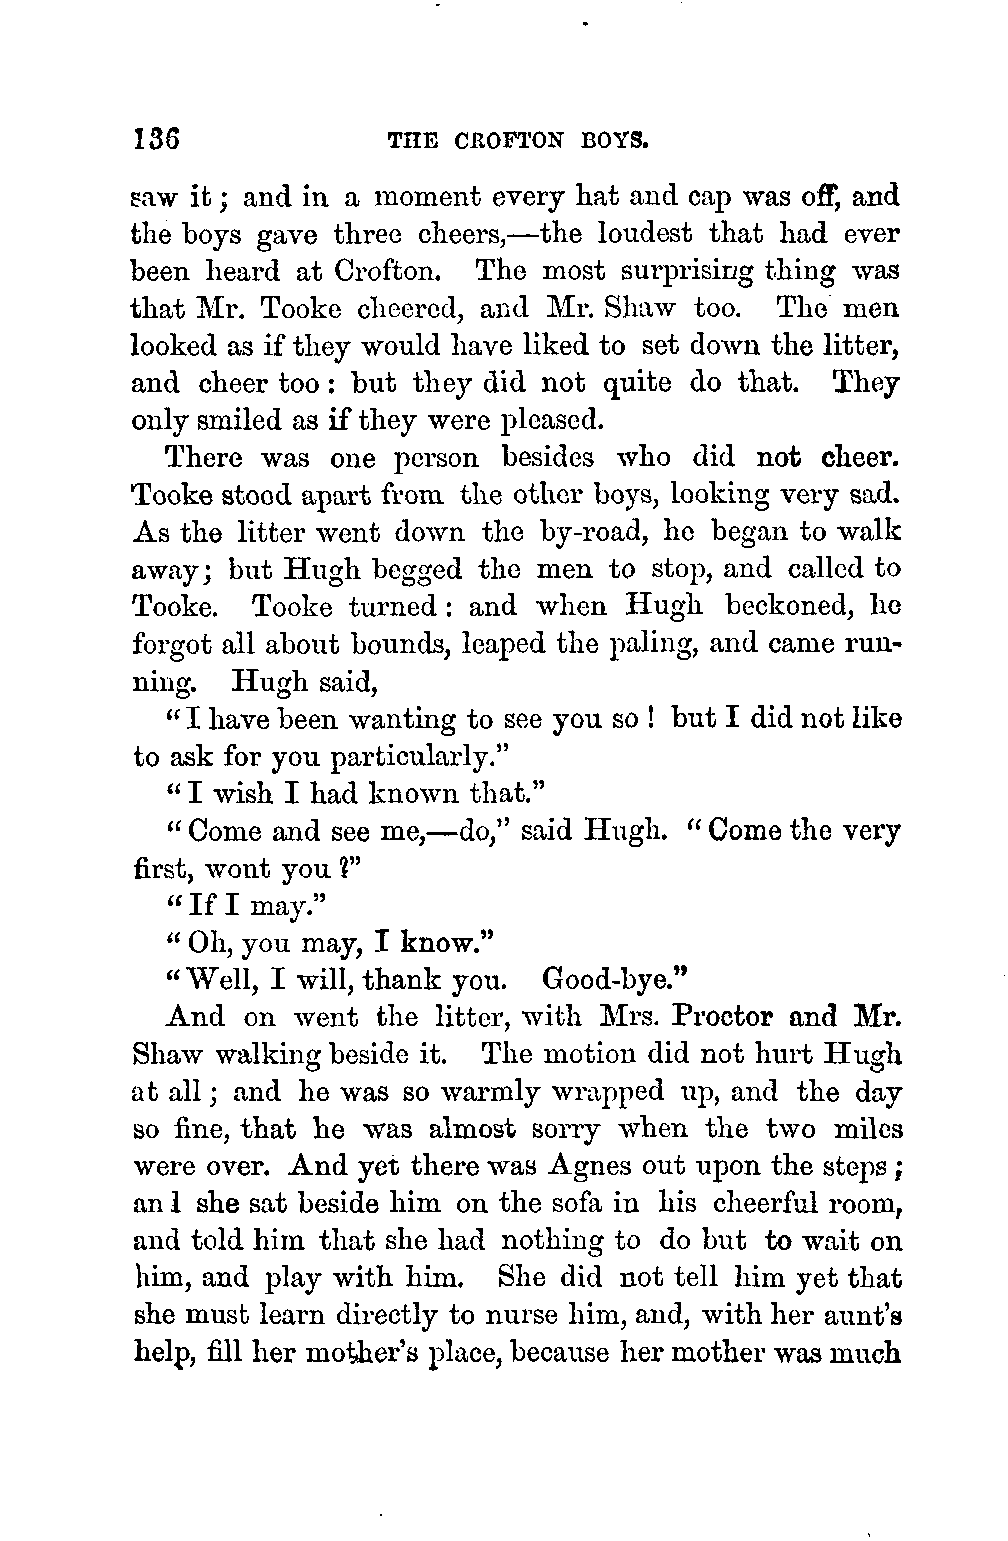 136 THE CROFTON BOYS.
saw it; and in a moment every hat and cap was off, and
the boys gave three cheers,—the loudest that had ever
been heard at Crofton. The most surprising thing was
that Mr. Tooke cheered, and Mr. Shaw too. The men
looked as if they would have liked to set down the litter,
and cheer too: but they did not quite do that. They
only smiled as if they were pleased.
There was one person besides who did not cheer.
Tooke stood apart from the other boys, looking very sad.
As the litter went down the by-road, he began to walk
away; but Hugh begged the men to stop, and called to
Tooke. Tooke turned: and when Hugh beckoned, he
forgot all about bounds, leaped the paling, and came run-
ning. Hugh said,
"I have been wanting to see you so! but I did not like
to ask for you particularly."
"I wish I had known that."
"Come and see me,—do," said Hugh. "Come the very
first, wont you?"
"If I may."
"Oh, you may, I know."
"Well, I will, thank you. Good-bye."
And on went the litter, with Mrs. Proctor and Mr.
Shaw walking beside it. The motion did not hurt Hugh
at all; and he was so warmly wrapped up, and the day
so fine, that he was almost sorry when the two miles
were over. And yet there was Agnes out upon the steps;
an l she sat beside him on the sofa in his cheerful room,
and told him that she had nothing to do but to wait on
him, and play with him. She did not tell him yet that
she must learn directly to nurse him, and, with her aunt's
help, fill her mother's place, because her mother was much